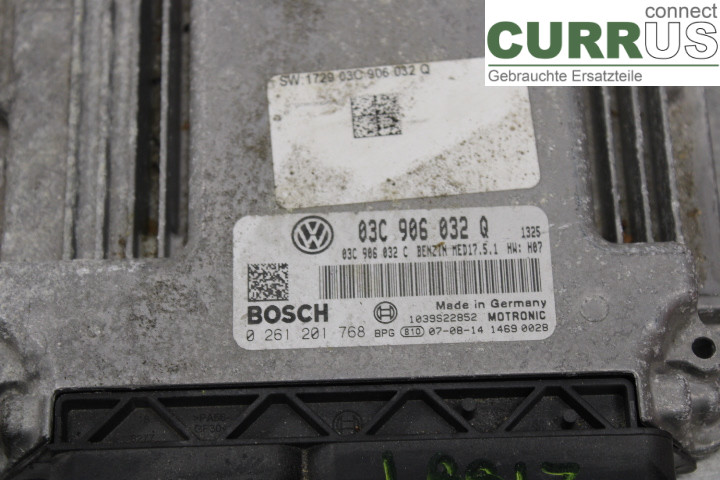 connect
CURRUS
Gebrauchte Ersatzteile
SW 1729 03C 906 032 Q
03C 906 032 Q 1325
03C 906 032 C BENZIN MED17.5.1 HW: H07
BOSCH
Made in Germany
1039S22852 MOTRONIC
0 261 201 768 BPG 810 07-08-14 1469 0028